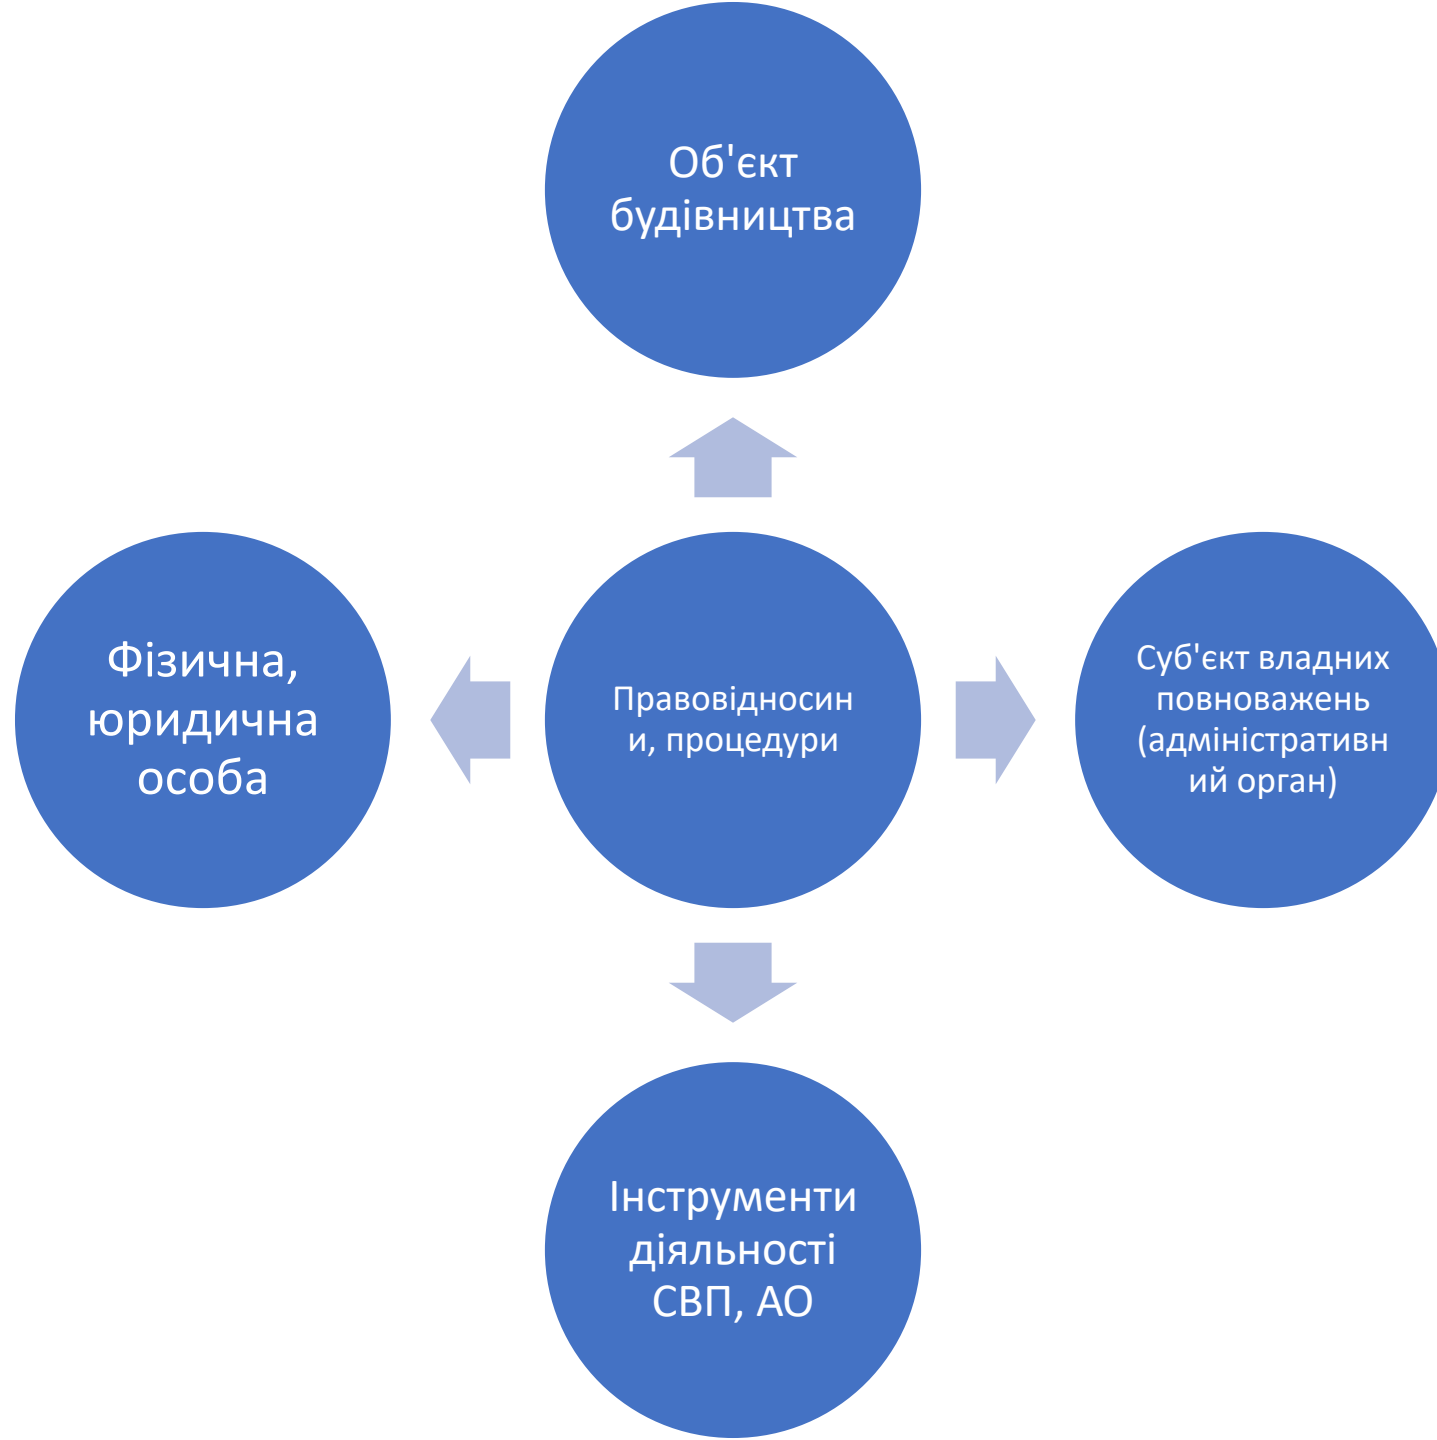 Об'єкт
будівництва
Фізична,
юридична
особа
Правовідносин
и, процедури
Суб'єкт владних
повноважень
(адміністративн
ий орган)
Інструменти
діяльності
СВП, АО